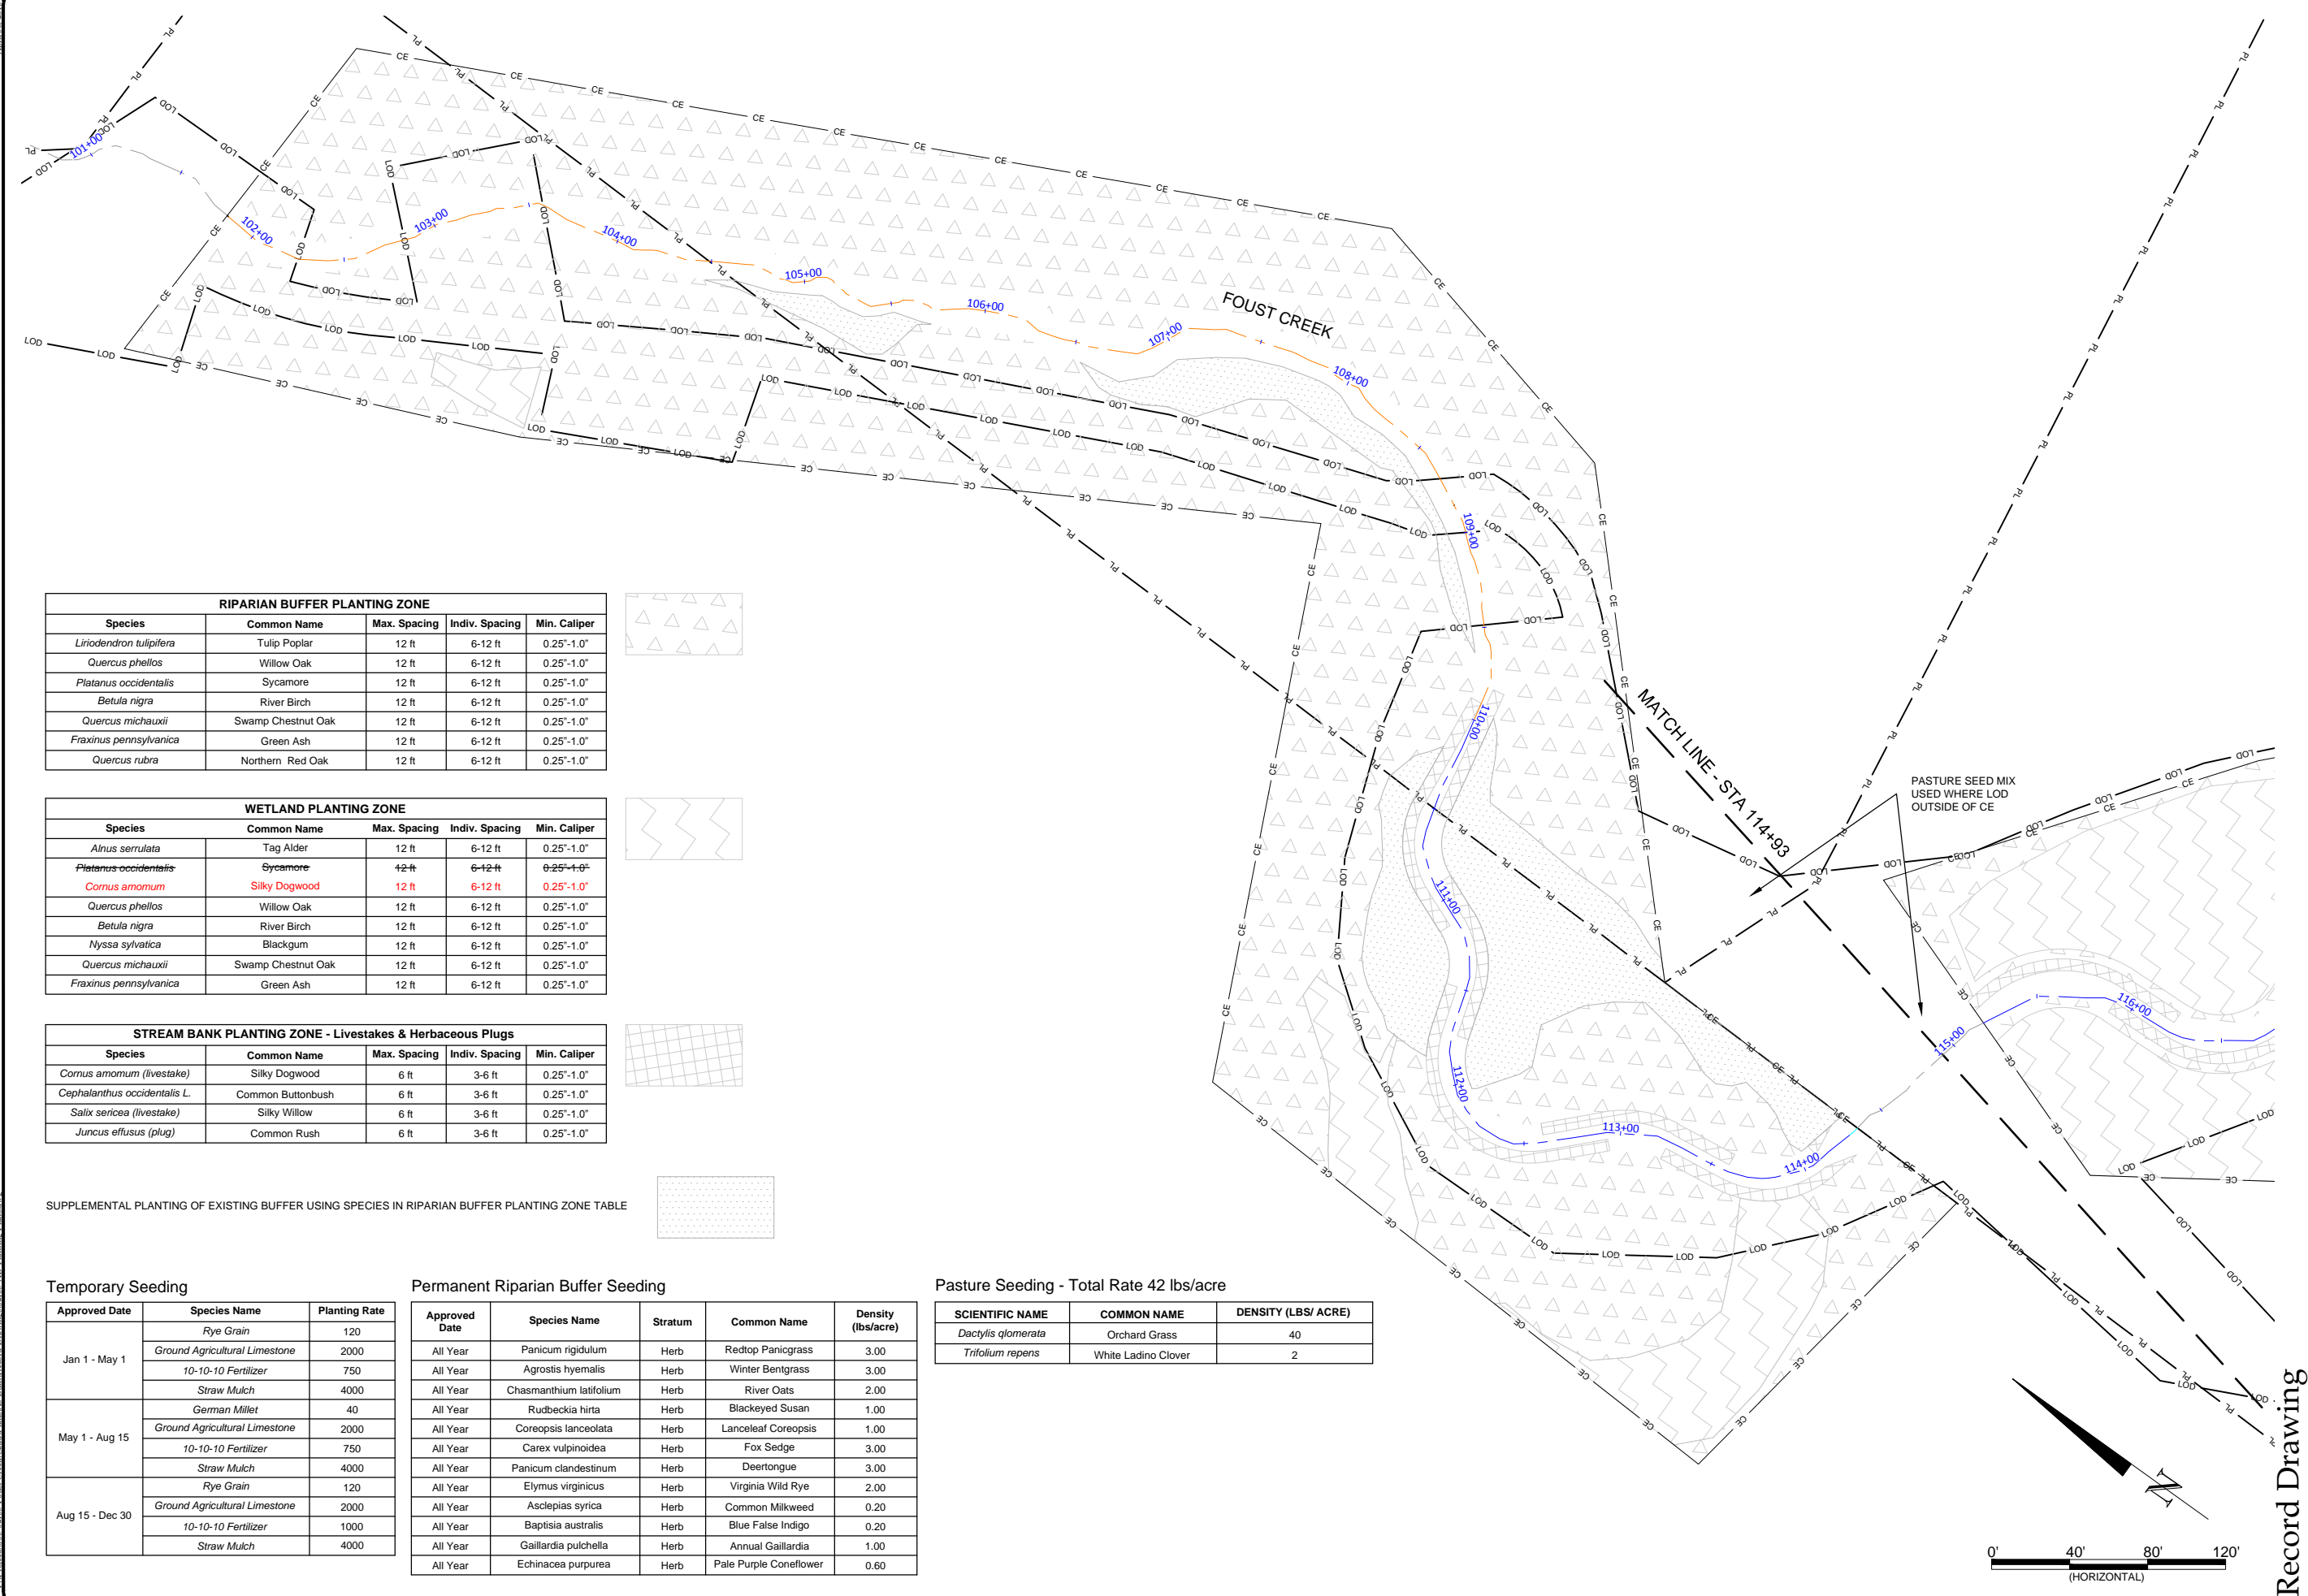 FOUST CREEK
101+00
102+00
103+00
104+00
105+00
106+00
107+00
108+00
109+00
110+00
111+00
112+00
113+00
114+00
115+00
116+00
PL
LOD
CE
MATCH LINE - STA 114+93
PASTURE SEED MIX
USED WHERE LOD
OUTSIDE OF CE
RIPARIAN BUFFER PLANTING ZONE
Species Common Name Max. Spacing Indiv. Spacing Min. Caliper
Liriodendron tulipifera Tulip Poplar 12 ft 6-12 ft 0.25"-1.0"
Quercus phellos Willow Oak 12 ft 6-12 ft 0.25"-1.0"
Platanus occidentalis Sycamore 12 ft 6-12 ft 0.25"-1.0"
Betula nigra River Birch 12 ft 6-12 ft 0.25"-1.0"
Quercus michauxii Swamp Chestnut Oak 12 ft 6-12 ft 0.25"-1.0"
Fraxinus pennsylvanica Green Ash 12 ft 6-12 ft 0.25"-1.0"
Quercus rubra Northern Red Oak 12 ft 6-12 ft 0.25"-1.0"
WETLAND PLANTING ZONE
Species Common Name Max. Spacing Indiv. Spacing Min. Caliper
Alnus serrulata Tag Alder 12 ft 6-12 ft 0.25"-1.0"
Platanus occidentalis Sycamore 12 ft 6-12 ft 0.25"-1.0"
Cornus amomum Silky Dogwood 12 ft 6-12 ft 0.25"-1.0"
Quercus phellos Willow Oak 12 ft 6-12 ft 0.25"-1.0"
Betula nigra River Birch 12 ft 6-12 ft 0.25"-1.0"
Nyssa sylvatica Blackgum 12 ft 6-12 ft 0.25"-1.0"
Quercus michauxii Swamp Chestnut Oak 12 ft 6-12 ft 0.25"-1.0"
Fraxinus pennsylvanica Green Ash 12 ft 6-12 ft 0.25"-1.0"
STREAM BANK PLANTING ZONE - Livestakes & Herbaceous Plugs
Species Common Name Max. Spacing Indiv. Spacing Min. Caliper
Cornus amomum (livestake) Silky Dogwood 6 ft 3-6 ft 0.25"-1.0"
Cephalanthus occidentalis L. Common Buttonbush 6 ft 3-6 ft 0.25"-1.0"
Salix sericea (livestake) Silky Willow 6 ft 3-6 ft 0.25"-1.0"
Juncus effusus (plug) Common Rush 6 ft 3-6 ft 0.25"-1.0"
SUPPLEMENTAL PLANTING OF EXISTING BUFFER USING SPECIES IN RIPARIAN BUFFER PLANTING ZONE TABLE
Temporary Seeding
Approved Date Species Name Planting Rate
Jan 1 - May 1
Rye Grain 120
Ground Agricultural Limestone 2000
10-10-10 Fertilizer 750
Straw Mulch 4000
May 1 - Aug 15
German Millet 40
Ground Agricultural Limestone 2000
10-10-10 Fertilizer 750
Straw Mulch 4000
Aug 15 - Dec 30
Rye Grain 120
Ground Agricultural Limestone 2000
10-10-10 Fertilizer 1000
Straw Mulch 4000
Permanent Riparian Buffer Seeding
Approved Date Species Name Stratum Common Name Density (lbs/acre)
All Year Panicum rigidulum Herb Redtop Panicgrass 3.00
All Year Agrostis hyemalis Herb Winter Bentgrass 3.00
All Year Chasmanthium latifolium Herb River Oats 2.00
All Year Rudbeckia hirta Herb Blackeyed Susan 1.00
All Year Coreopsis lanceolata Herb Lanceleaf Coreopsis 1.00
All Year Carex vulpinoidea Herb Fox Sedge 3.00
All Year Panicum clandestinum Herb Deertongue 3.00
All Year Elymus virginicus Herb Virginia Wild Rye 2.00
All Year Asclepias syrica Herb Common Milkweed 0.20
All Year Baptisia australis Herb Blue False Indigo 0.20
All Year Gaillardia pulchella Herb Annual Gaillardia 1.00
All Year Echinacea purpurea Herb Pale Purple Coneflower 0.60
Pasture Seeding - Total Rate 42 lbs/acre
SCIENTIFIC NAME COMMON NAME DENSITY (LBS/ ACRE)
Dactylis qlomerata Orchard Grass 40
Trifolium repens White Ladino Clover 2
N
0' 40' 80' 120'
(HORIZONTAL)
Record Drawing